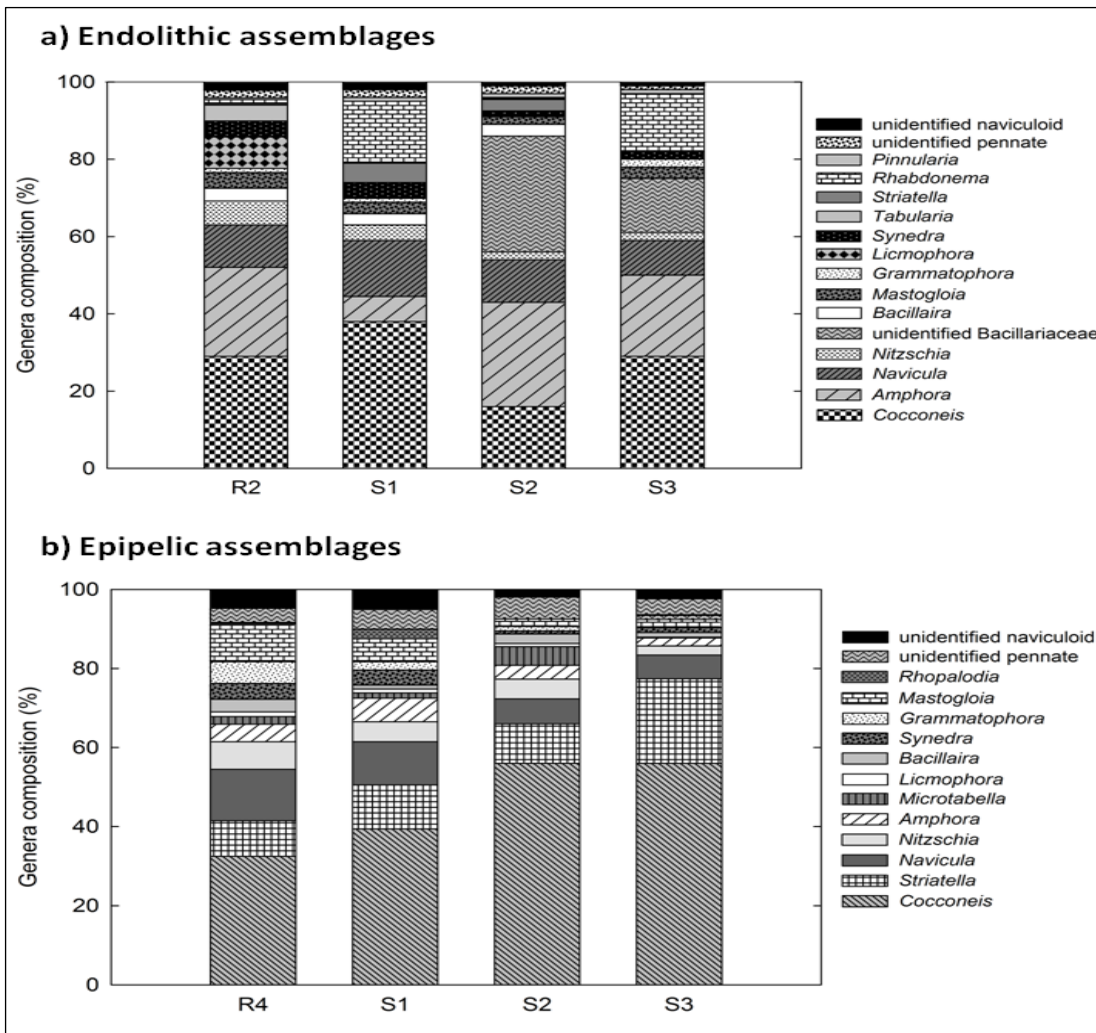 a) Endolithic assemblages
100
80
60
40
20
0
Genera composition (%)
R2 S1 S2 S3
unidentified naviculoid
unidentified pennate
Pinnularia
Rhabdonema
Striatella
Tabularia
Synedra
Licmophora
Grammatophora
Mastogloia
Bacillaira
unidentified Bacillariaceae
Nitzschia
Navicula
Amphora
Cocconeis
b) Epipelic assemblages
100
80
60
40
20
0
Genera composition (%)
R4 S1 S2 S3
unidentified naviculoid
unidentified pennate
Rhopalodia
Mastogloia
Grammatophora
Synedra
Bacillaira
Licmophora
Microtabella
Amphora
Nitzschia
Navicula
Striatella
Cocconeis